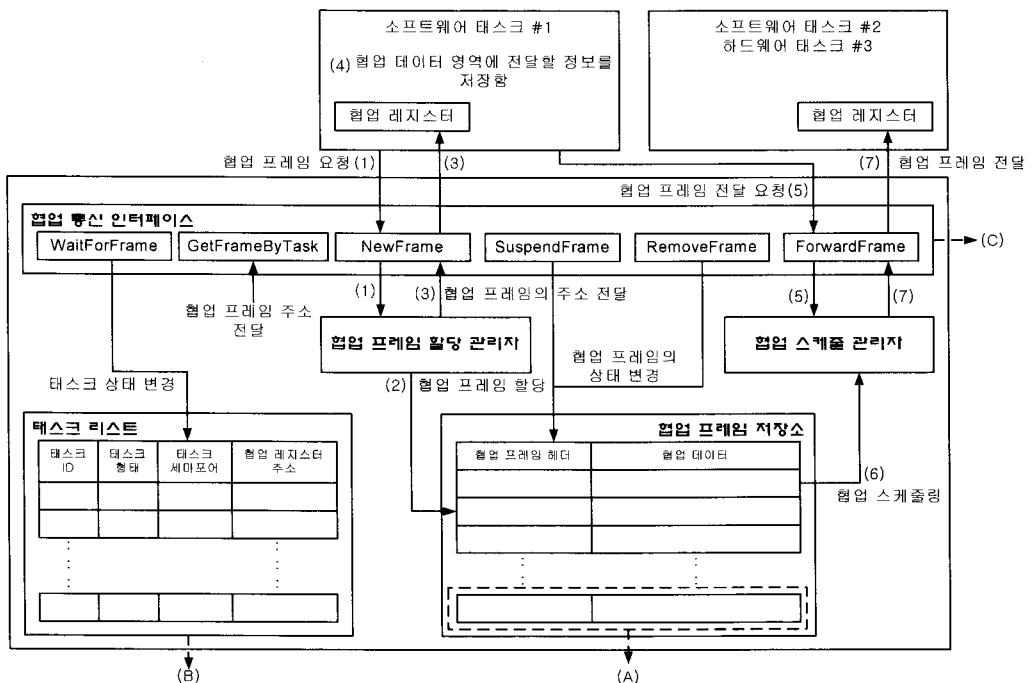 소프트웨어 태스크 #1
(4) 협업 데이터 영역에 전달할 정보를
저장함
협업 레지스터
소프트웨어 태스크 #2
하드웨어 태스크 #3
협업 레지스터
협업 프레임 요청(1)
(3)
(7)
협업 프레임 전달
협업 프레임 전달 요청(5)
협업 통신 인터페이스
WaitForFrame
GetFrameByTask
NewFrame
SuspendFrame
RemoveFrame
ForwardFrame
(C)
협업 프레임 주소
전달
(1)
(3) 협업 프레임의 주소 전달
(5)
(7)
협업 프레임 할당 관리자
협업 스케줄 관리자
태스크 상태 변경
(2) 협업 프레임 할당
협업 프레임의
상태 변경
태스크 리스트
태스크
ID
태스크
형태
태스크
세마포어
협업 레지스터
주소
협업 프레임 저장소
협업 프레임 헤더
협업 데이터
(6)
협업 스케줄링
(B)
(A)